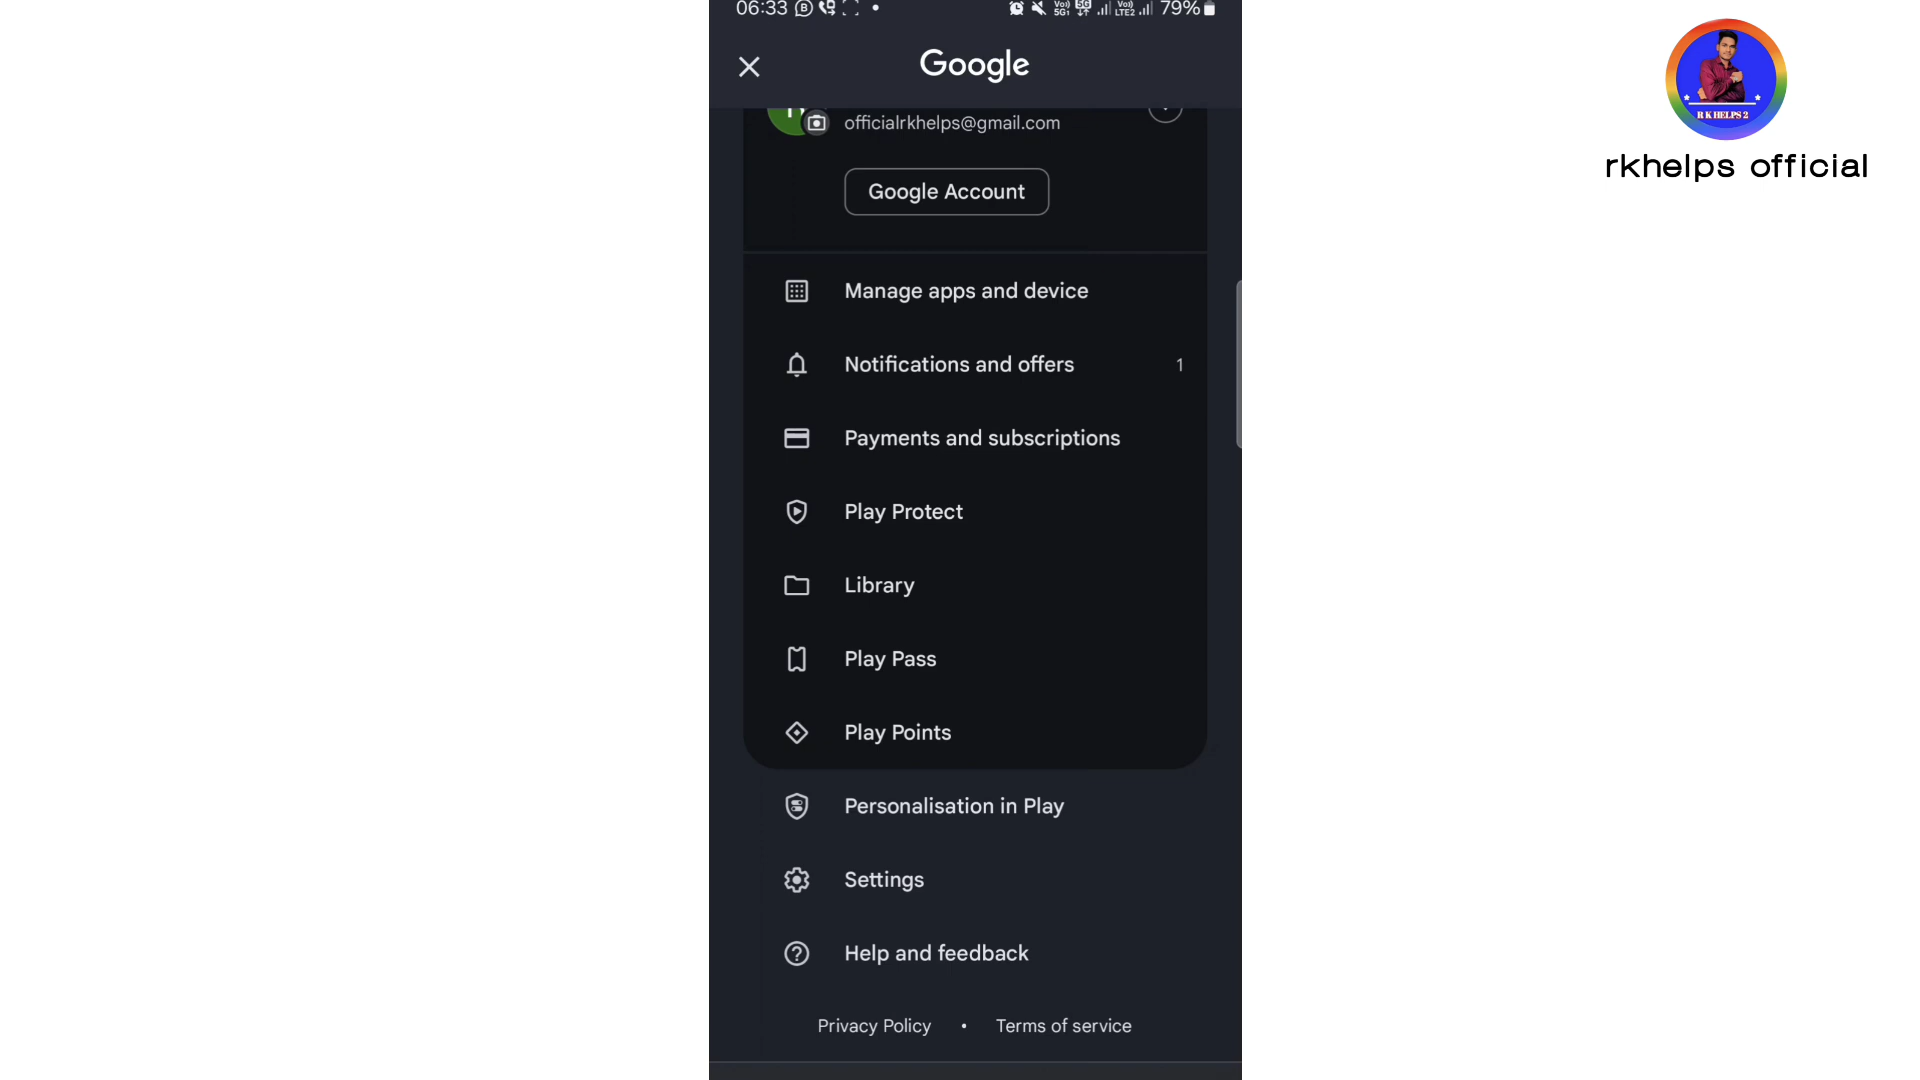 06:33 79%
Google
officialrkhelps@gmail.com
Google Account
Manage apps and device
Notifications and offers 1
Payments and subscriptions
Play Protect
Library
Play Pass
Play Points
Personalisation in Play
Settings
Help and feedback
Privacy Policy • Terms of service
R K HELPS 2
rkhelps official